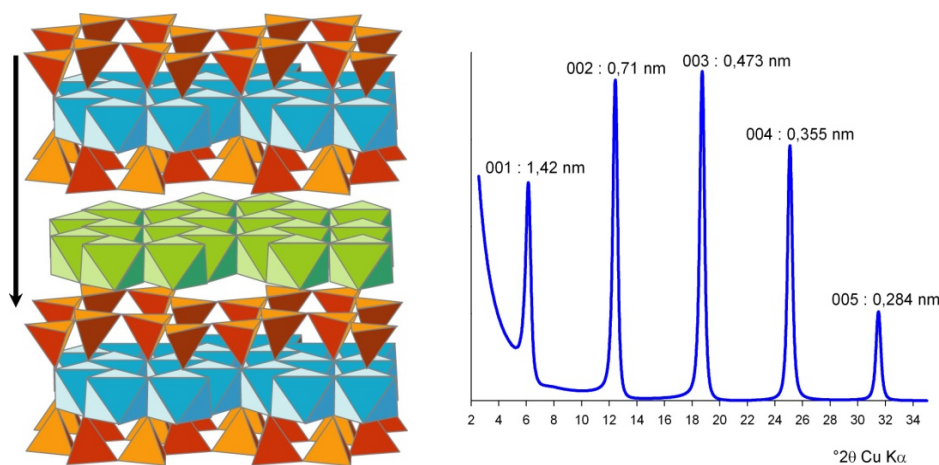 002 : 0,71 nm
003 : 0,473 nm
004 : 0,355 nm
001 : 1,42 nm
005 : 0,284 nm
2 4 6 8 10 12 14 16 18 20 22 24 26 28 30 32 34
°2θ Cu Kα